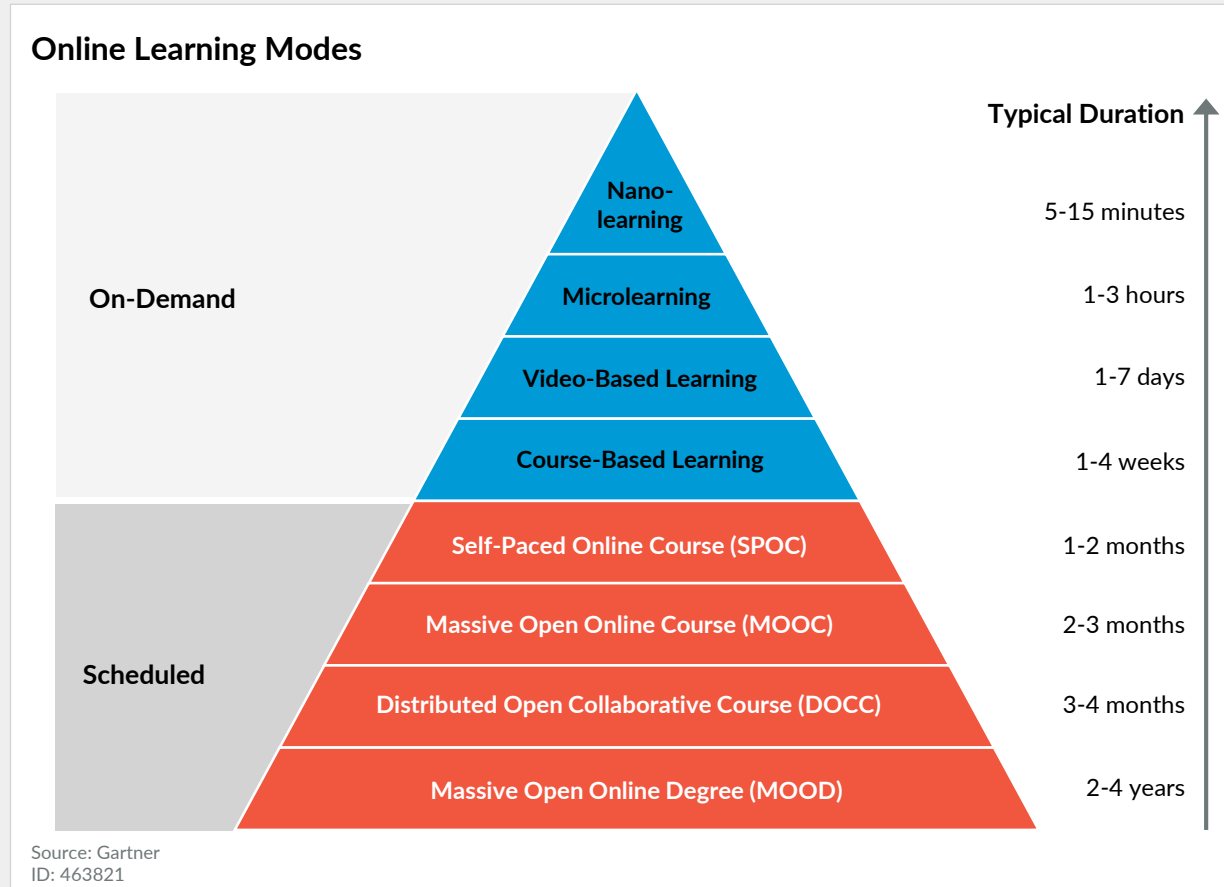 Online Learning Modes
Typical Duration
Nano-
learning
5-15 minutes
On-Demand
Microlearning
1-3 hours
Video-Based Learning
1-7 days
Course-Based Learning
1-4 weeks
Self-Paced Online Course (SPOC)
1-2 months
Massive Open Online Course (MOOC)
2-3 months
Scheduled
Distributed Open Collaborative Course (DOCC)
3-4 months
Massive Open Online Degree (MOOD)
2-4 years
Source: Gartner
ID: 463821